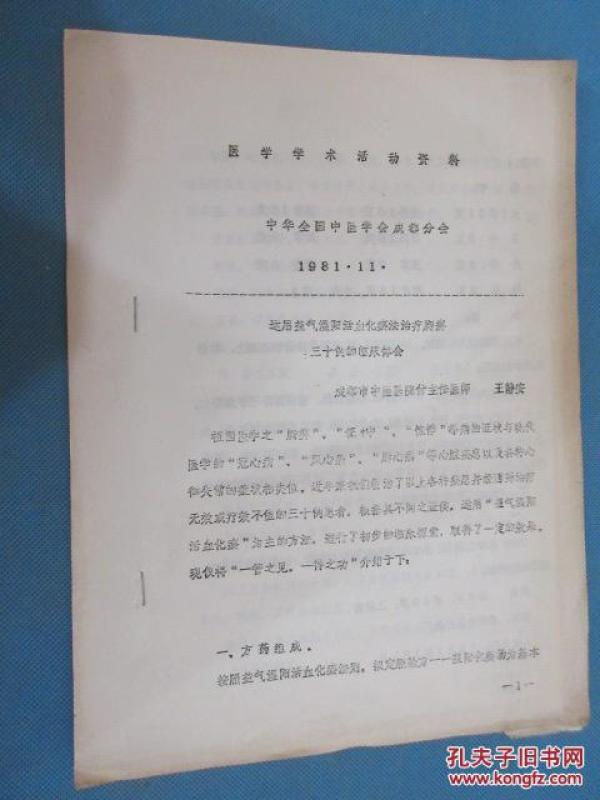 医学学术活动资料
中华全国中医学会成都分会
1981·11·
运用益气温阳活血化瘀法治疗胸痹
三十例的临床体会
成都市中医医院付主任医师 王静安
祖国医学之“胸痹”、“怔忡”、“惊悸”等病的证状与现代
医学的“冠心病”、“风心病”、“肺心病”等心脏疾患以及各种心
律失常的症状相类似。近年来我们收治了以上各种疾患并经西药治疗
无效或疗效不佳的三十例患者，根据其不同之证候，运用“益气温阳
活血化瘀”为主的方法，进行了初步的临床探索，取得了一定的效果。
现仅将“一管之见，一得之功”介绍于下：
一、方药组成。
按照益气温阳活血化瘀法则，拟定胸痹方
—1—
孔夫子旧书网
www.kongfz.com